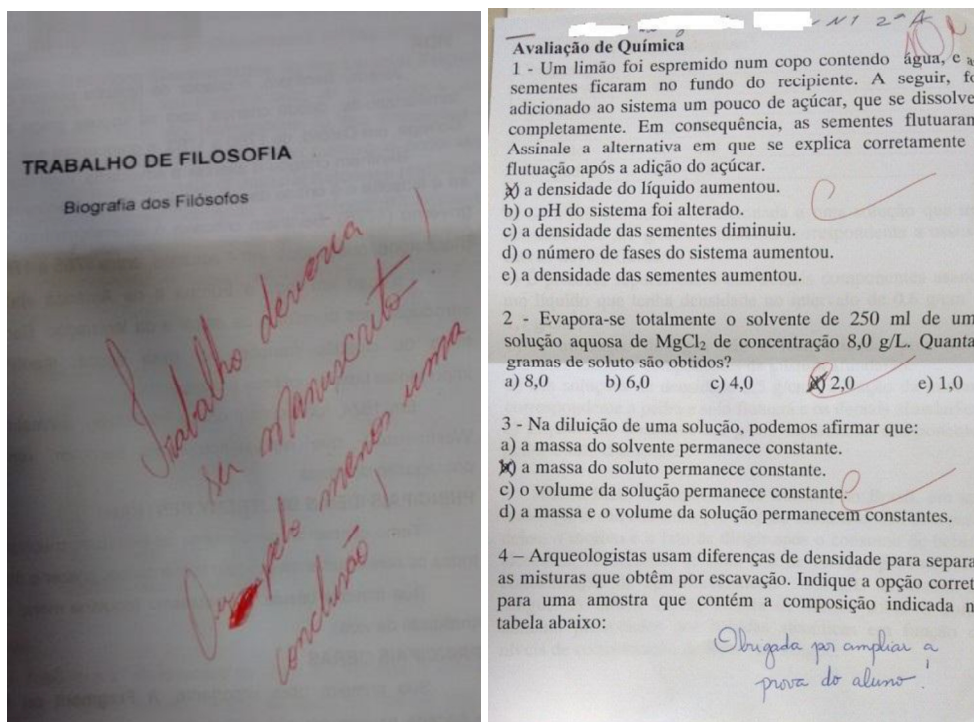 TRABALHO DE FILOSOFIA
Biografia dos Filósofos
Trabalho deveria
ser manuscrito!
Ou pelo menos uma
conclusão!
Nº 1 2ª A
Avaliação de Química
1 - Um limão foi espremido num copo contendo água, e as
sementes ficaram no fundo do recipiente. A seguir, fo
adicionado ao sistema um pouco de açúcar, que se dissolve
completamente. Em consequência, as sementes flutuaram
Assinale a alternativa em que se explica corretamente
flutuação após a adição do açúcar.
a) a densidade do líquido aumentou.
b) o pH do sistema foi alterado.
c) a densidade das sementes diminuiu.
d) o número de fases do sistema aumentou.
e) a densidade das sementes aumentou.
C
2 - Evapora-se totalmente o solvente de 250 ml de um
solução aquosa de MgCl₂ de concentração 8,0 g/L. Quanta
gramas de soluto são obtidos?
a) 8,0 b) 6,0 c) 4,0 d) 2,0 e) 1,0
C
3 - Na diluição de uma solução, podemos afirmar que:
a) a massa do solvente permanece constante.
b) a massa do soluto permanece constante.
c) o volume da solução permanece constante.
d) a massa e o volume da solução permanecem constantes.
C
4 – Arqueologistas usam diferenças de densidade para separa
as misturas que obtêm por escavação. Indique a opção corret
para uma amostra que contém a composição indicada n
tabela abaixo:
Obrigada por ampliar a
prova do aluno!